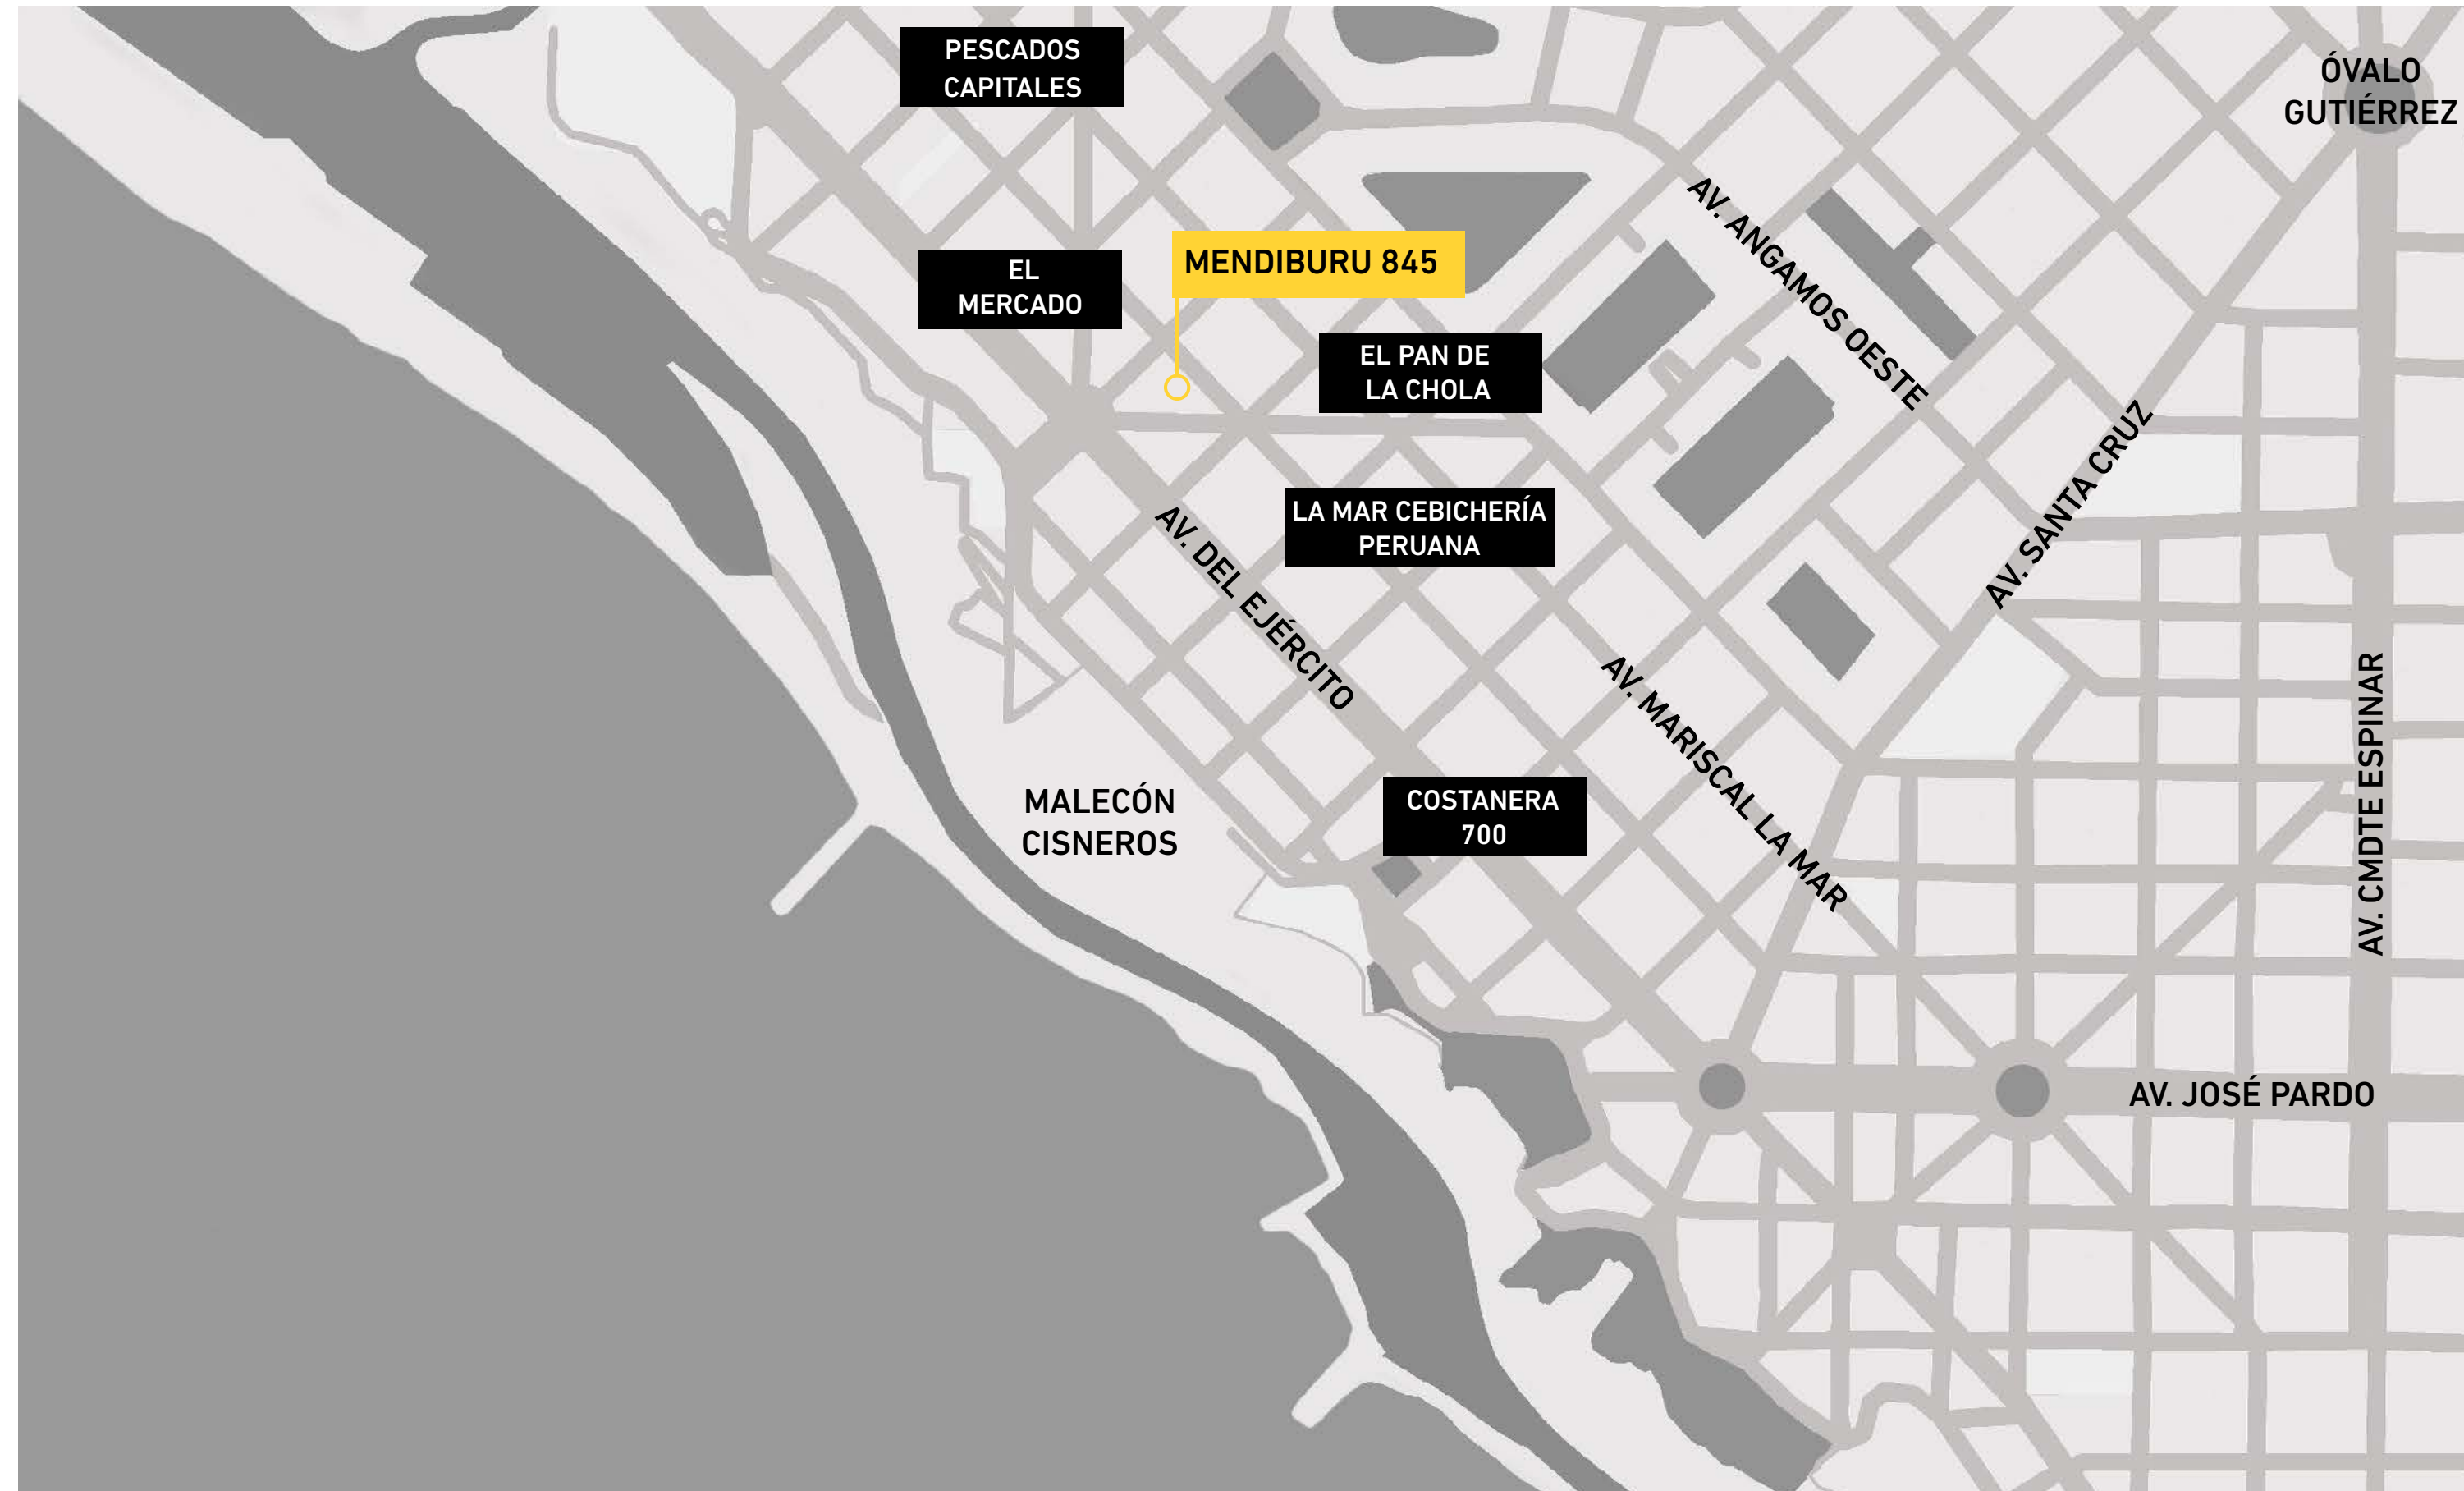 PESCADOS
CAPITALES
ÓVALO
GUTIÉRREZ
AV. ANGAMOS OESTE
MENDIBURU 845
EL
MERCADO
EL PAN DE
LA CHOLA
AV. SANTA CRUZ
LA MAR CEBICHERÍA
PERUANA
AV. DEL EJÉRCITO
AV. MARISCAL LA MAR
AV. CMDTE ESPINAR
MALECÓN
CISNEROS
COSTANERA
700
AV. JOSÉ PARDO